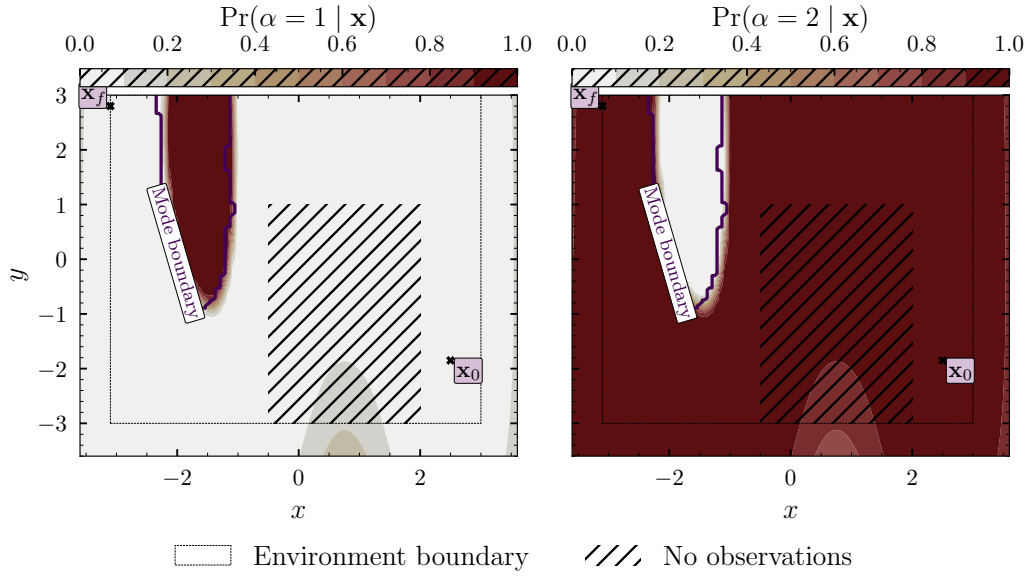 Pr(α = 1 | x)
0.0 0.2 0.4 0.6 0.8 1.0
x_f
3
2
1
0
−1
−2
−3
y
Mode boundary
x_0
−2 0 2
x
Pr(α = 2 | x)
0.0 0.2 0.4 0.6 0.8 1.0
x_f
Mode boundary
x_0
−2 0 2
x
Environment boundary
No observations